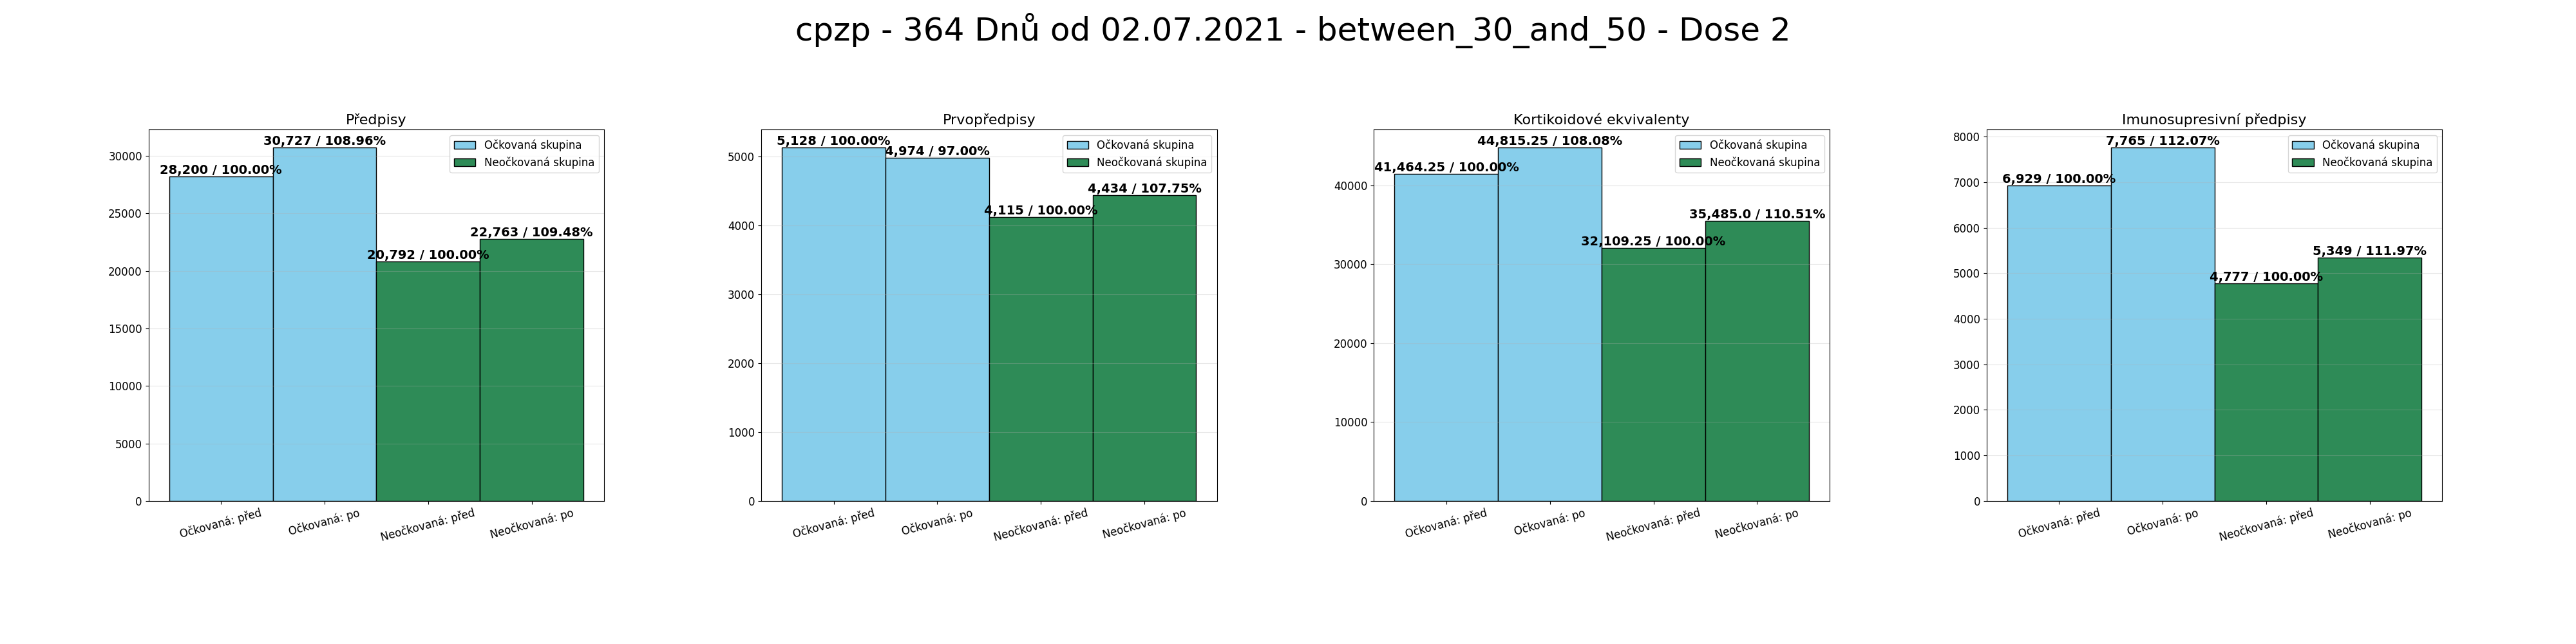 cpzp - 364 Dnů od 02.07.2021 - between_30_and_50 - Dose 2
Předpisy
30000
25000
20000
15000
10000
5000
0
28,200 / 100.00%
30,727 / 108.96%
20,792 / 100.00%
22,763 / 109.48%
Očkovaná skupina
Neočkovaná skupina
Očkovaná: před
Očkovaná: po
Neočkovaná: před
Neočkovaná: po
Prvopředpisy
5000
4000
3000
2000
1000
0
5,128 / 100.00%
4,974 / 97.00%
4,115 / 100.00%
4,434 / 107.75%
Očkovaná skupina
Neočkovaná skupina
Očkovaná: před
Očkovaná: po
Neočkovaná: před
Neočkovaná: po
Kortikoidové ekvivalenty
40000
30000
20000
10000
0
41,464.25 / 100.00%
44,815.25 / 108.08%
32,109.25 / 100.00%
35,485.0 / 110.51%
Očkovaná skupina
Neočkovaná skupina
Očkovaná: před
Očkovaná: po
Neočkovaná: před
Neočkovaná: po
Imunosupresivní předpisy
8000
7000
6000
5000
4000
3000
2000
1000
0
6,929 / 100.00%
7,765 / 112.07%
4,777 / 100.00%
5,349 / 111.97%
Očkovaná skupina
Neočkovaná skupina
Očkovaná: před
Očkovaná: po
Neočkovaná: před
Neočkovaná: po